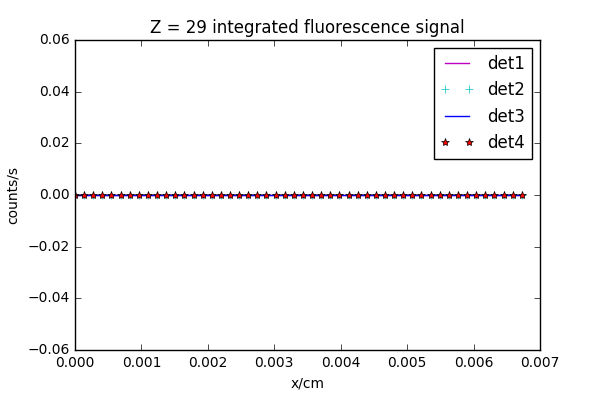 Z = 29 integrated fluorescence signal
0.06
0.04
0.02
0.00
−0.02
−0.04
−0.06
counts/s
det1
det2
det3
det4
0.000 0.001 0.002 0.003 0.004 0.005 0.006 0.007
x/cm